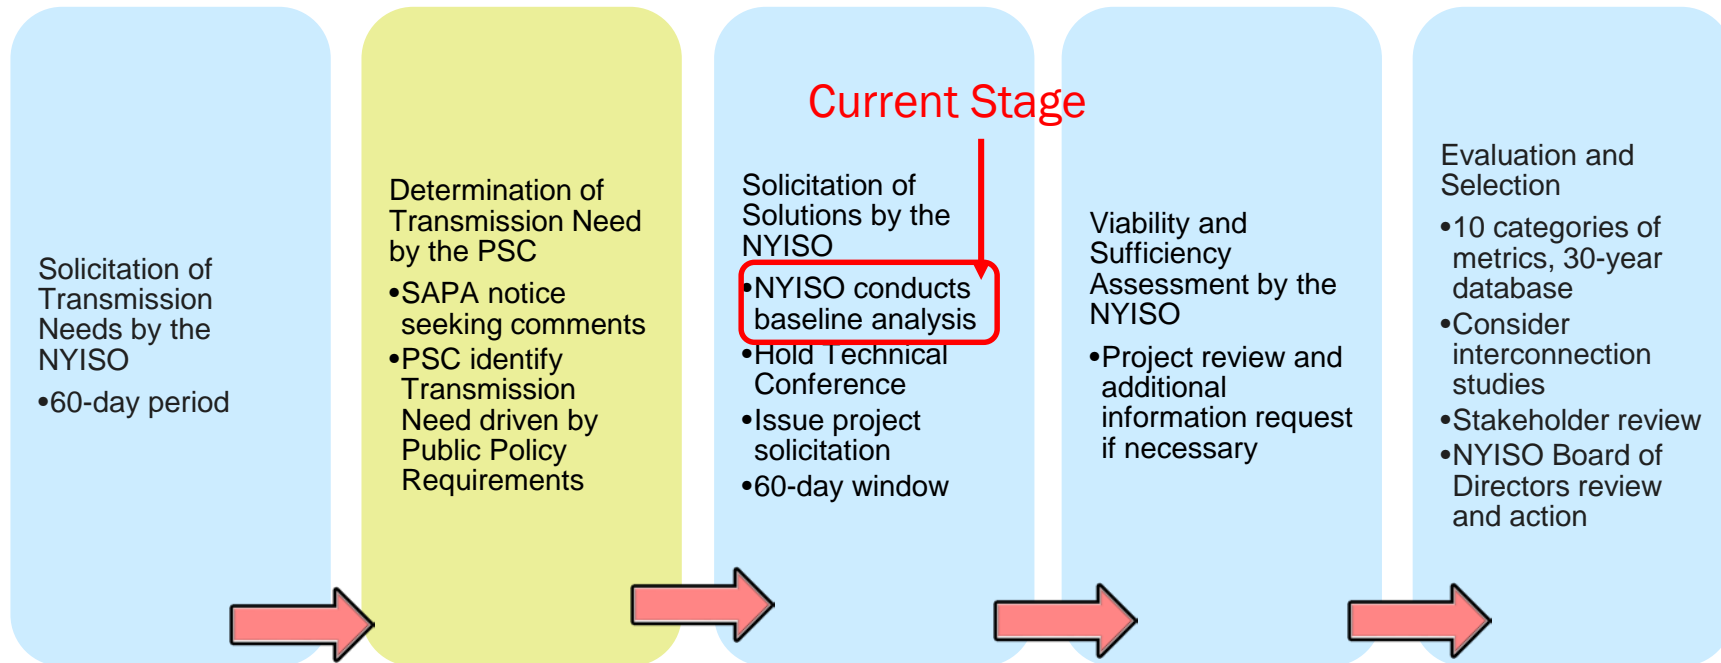 Solicitation of
Transmission
Needs by the
NYISO
•60-day period
Determination of
Transmission Need
by the PSC
•SAPA notice
seeking comments
•PSC identify
Transmission
Need driven by
Public Policy
Requirements
Current Stage
Solicitation of
Solutions by the
NYISO
•NYISO conducts
baseline analysis
•Hold Technical
Conference
•Issue project
solicitation
•60-day window
Viability and
Sufficiency
Assessment by the
NYISO
•Project review and
additional
information request
if necessary
Evaluation and
Selection
•10 categories of
metrics, 30-year
database
•Consider
interconnection
studies
•Stakeholder review
•NYISO Board of
Directors review
and action